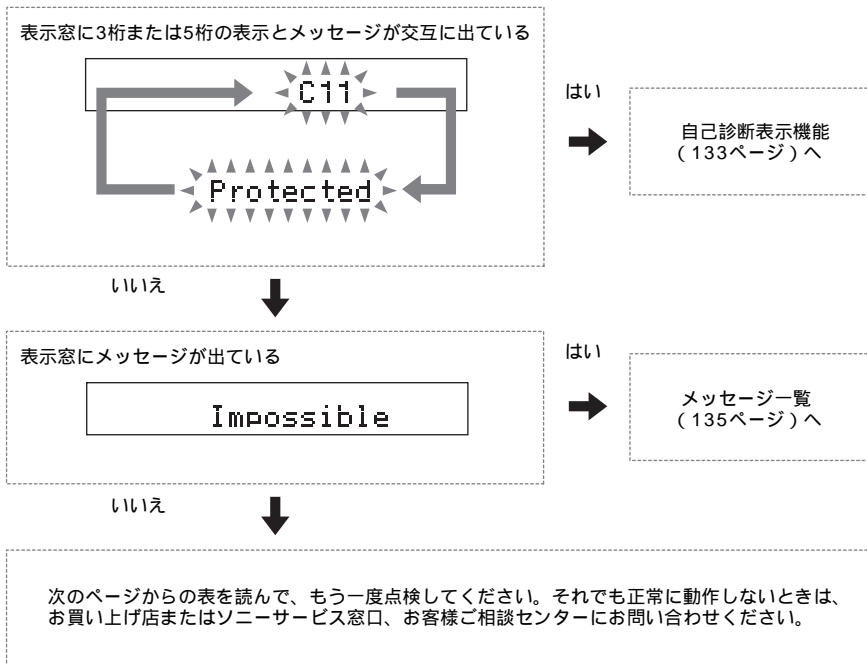 表示窓に3桁または5桁の表示とメッセージが交互に出ている
C11
Protected
はい
自己診断表示機能
（133ページ）へ
いいえ
表示窓にメッセージが出ている
Impossible
はい
メッセージ一覧
（135ページ）へ
いいえ
次のページからの表を読んで、もう一度点検してください。それでも正常に動作しないときは、
お買い上げ店またはソニーサービス窓口、お客様ご相談センターにお問い合わせください。